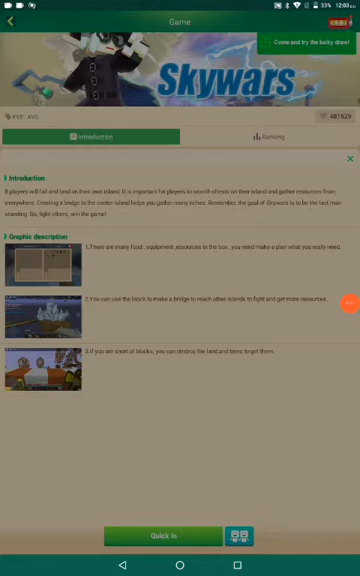 33% 12:03
Game
Come and try the lucky draw!
Skywars
PVP , AVG
481629
Introduction
Ranking
Introduction
8 players will fall and land on their own island. It is important for players to search chests on their island and gather resources from
everywhere. Creating a bridge to the center island helps you gather many riches. Remember, the goal of Skywars is to be the last man
standing. So, fight others, win the game!
Graphic description
1.There are many food , equipment ,resources in the box , you need make a plan what you really need.
2.You can use the block to make a bridge to reach other islands to fight and get more resources.
3.If you are short of blocks, you can destroy the land and trees to get them.
Quick in